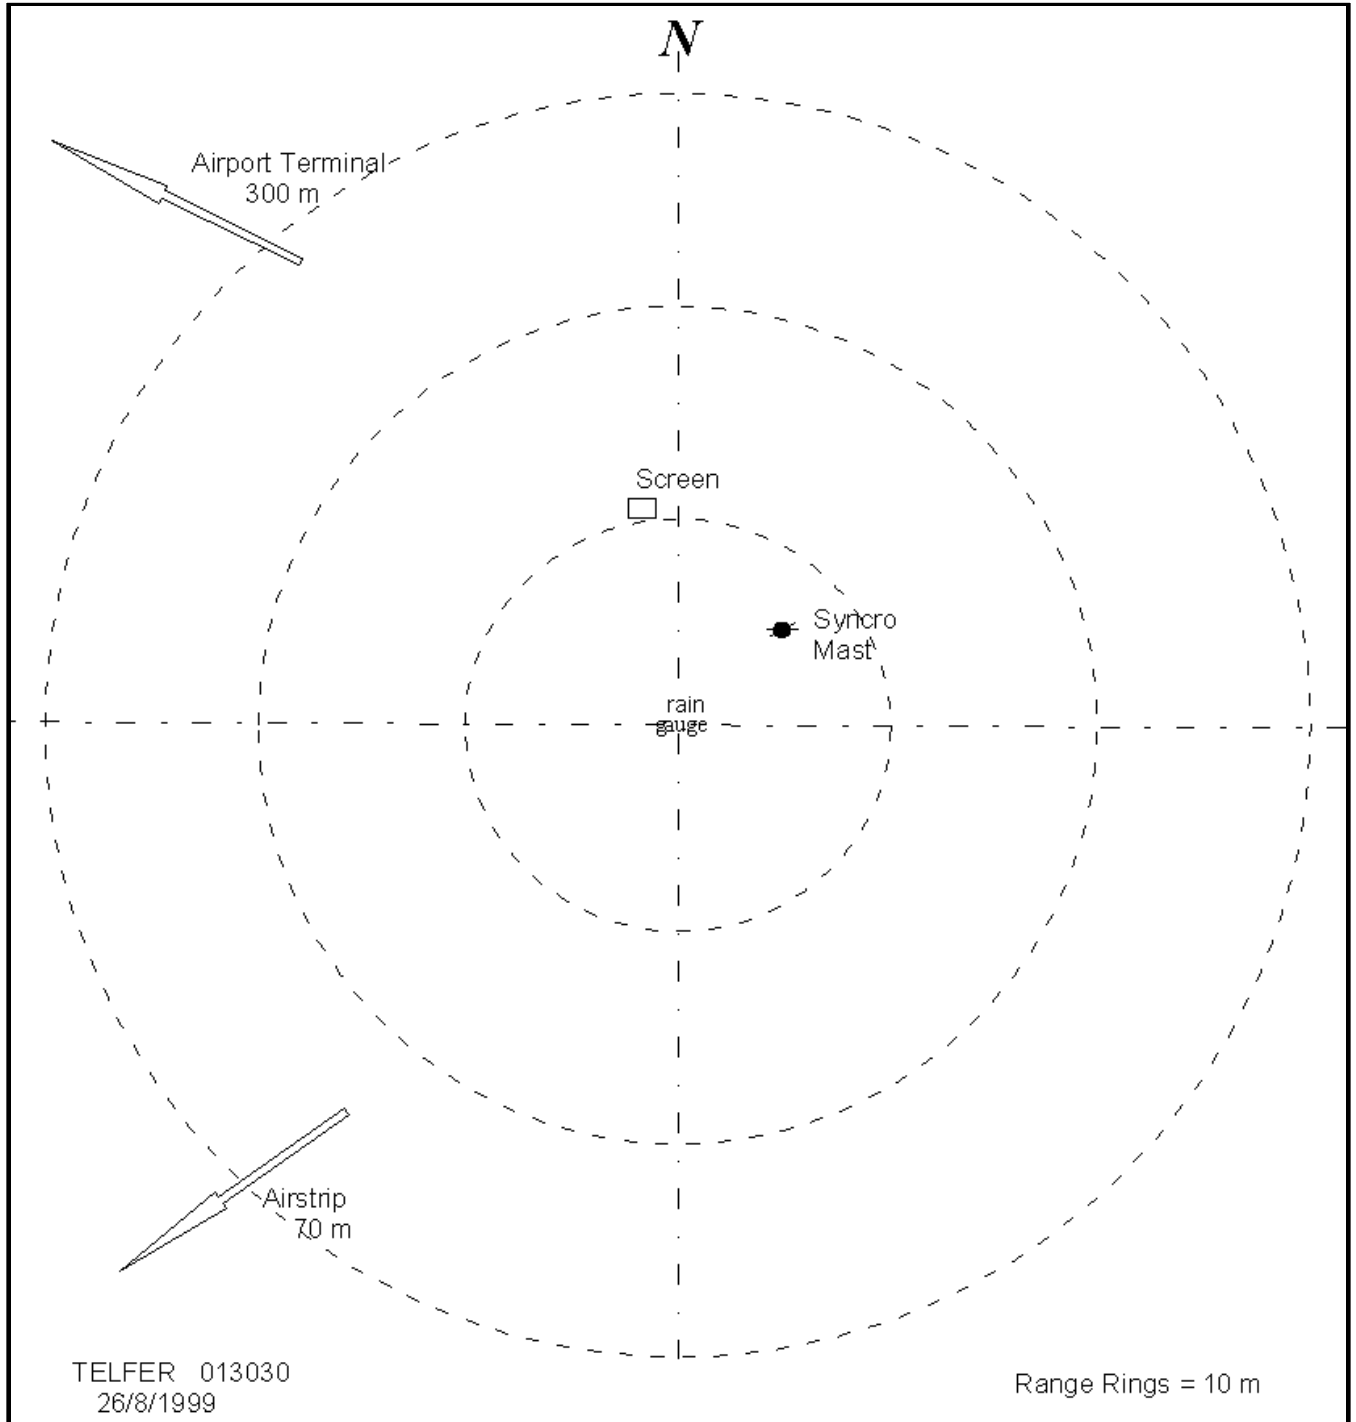 N
Airport Terminal
300 m
Screen
Syncro
Mast
rain
gauge
Airstrip
70 m
TELFER 013030
26/8/1999
Range Rings = 10 m